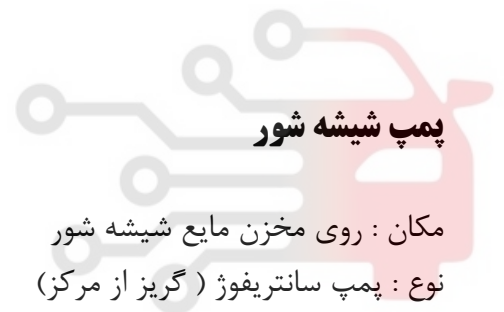 پمپ شیشه شور
مکان : روی مخزن مایع شیشه شور
نوع : پمپ سانتریفوژ ( گریز از مرکز)